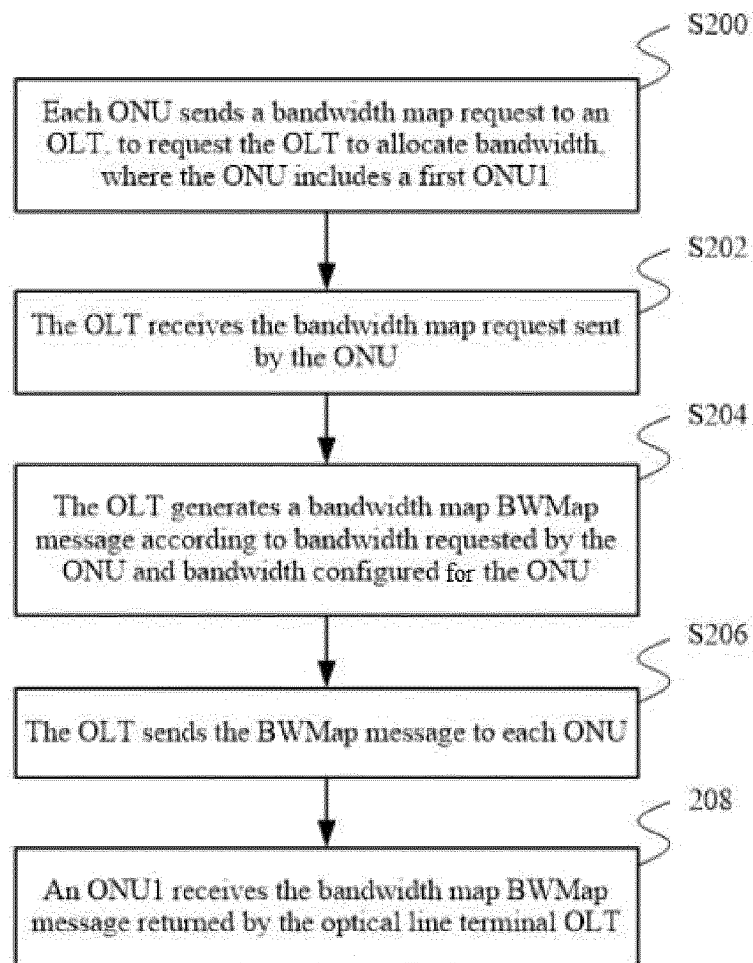 S200
Each ONU sends a bandwidth map request to an
OLT, to request the OLT to allocate bandwidth,
where the ONU includes a first ONU1
S202
The OLT receives the bandwidth map request sent
by the ONU
S204
The OLT generates a bandwidth map BWMap
message according to bandwidth requested by the
ONU and bandwidth configured for the ONU
S206
The OLT sends the BWMap message to each ONU
208
An ONU1 receives the bandwidth map BWMap
message returned by the optical line terminal OLT